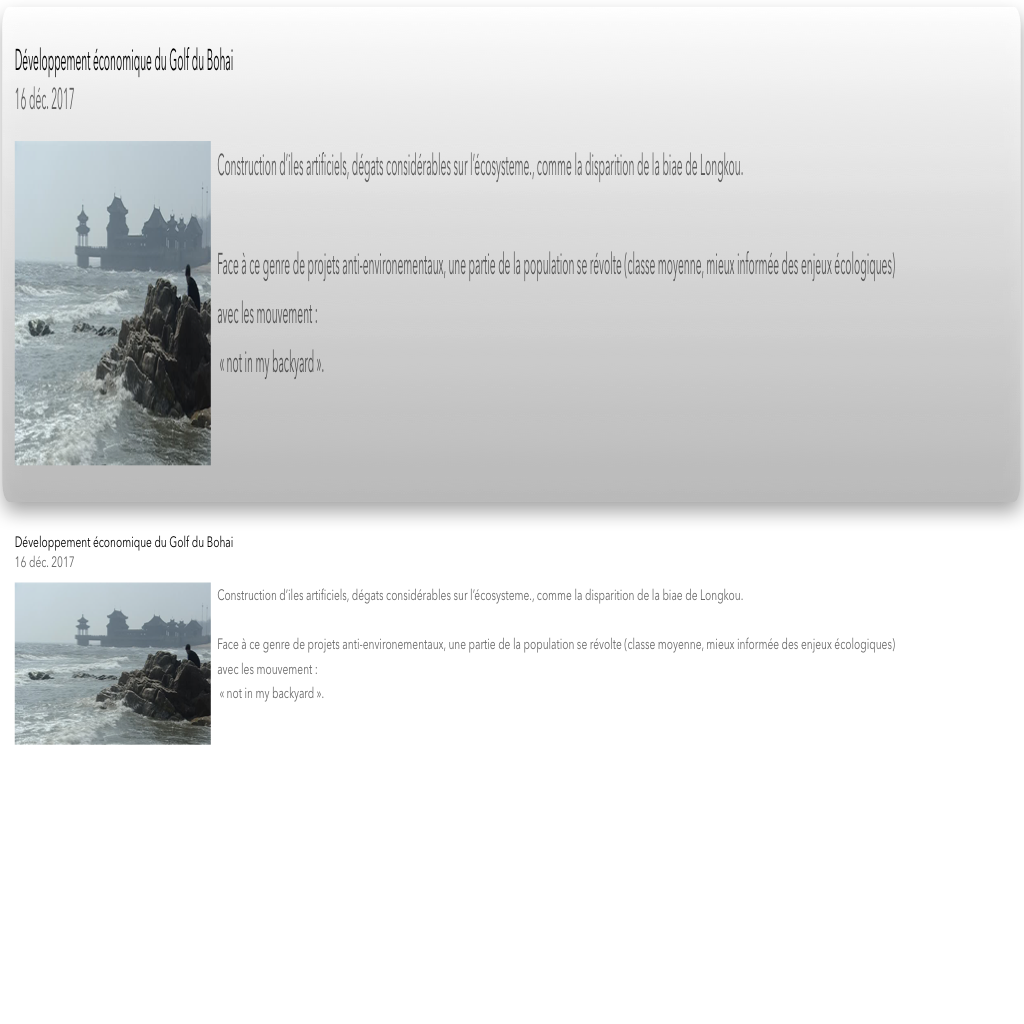 Développement économique du Golf du Bohai
16 déc. 2017
Construction d'iles artificiels, dégats considérables sur l'écosysteme., comme la disparition de la biae de Longkou.
Face à ce genre de projets anti-environementaux, une partie de la population se révolte (classe moyenne, mieux informée des enjeux écologiques)
avec les mouvement :
« not in my backyard ».
Développement économique du Golf du Bohai
16 déc. 2017
Construction d'iles artificiels, dégats considérables sur l'écosysteme., comme la disparition de la biae de Longkou.
Face à ce genre de projets anti-environementaux, une partie de la population se révolte (classe moyenne, mieux informée des enjeux écologiques)
avec les mouvement :
« not in my backyard ».